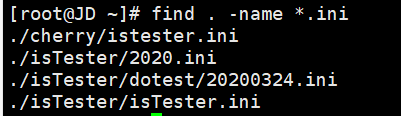 [root@JD ~]# find . -name *.ini
./cherry/istester.ini
./isTester/2020.ini
./isTester/dotest/20200324.ini
./isTester/isTester.ini